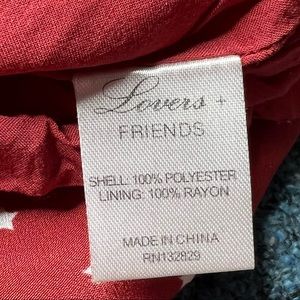 Lovers +
FRIENDS
SHELL: 100% POLYESTER
LINING: 100% RAYON
MADE IN CHINA
RN132829